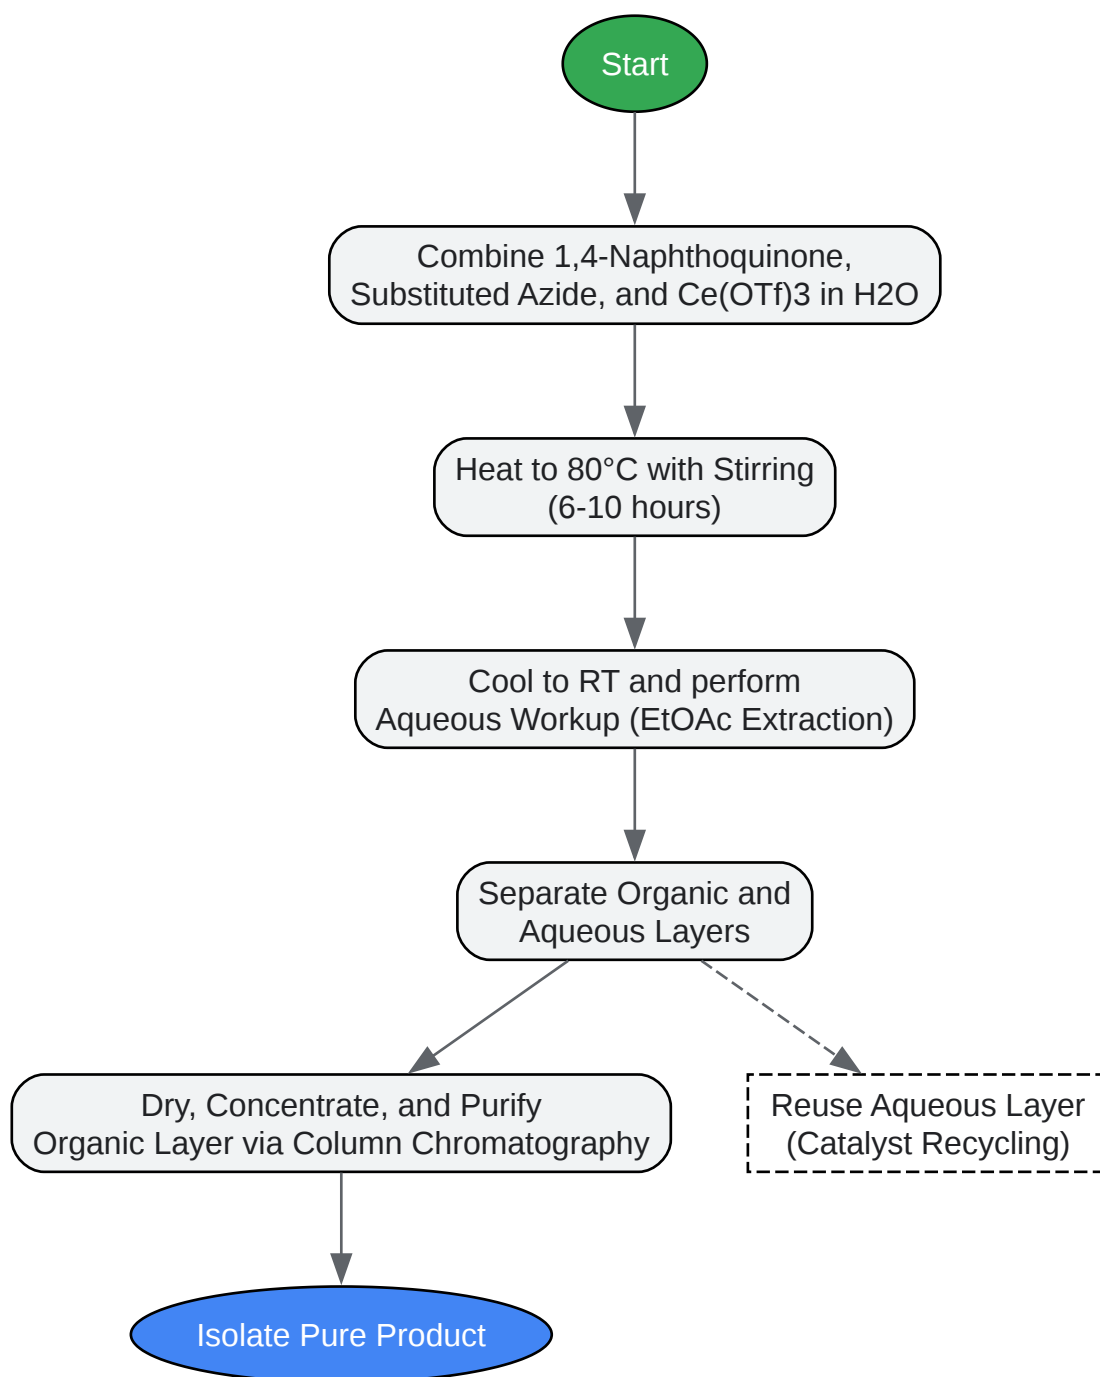 Start
Combine 1,4-Naphthoquinone,
Substituted Azide, and Ce(OTf)3 in H2O
Heat to 80°C with Stirring
(6-10 hours)
Cool to RT and perform
Aqueous Workup (EtOAc Extraction)
Separate Organic and
Aqueous Layers
Dry, Concentrate, and Purify
Organic Layer via Column Chromatography
Reuse Aqueous Layer
(Catalyst Recycling)
Isolate Pure Product